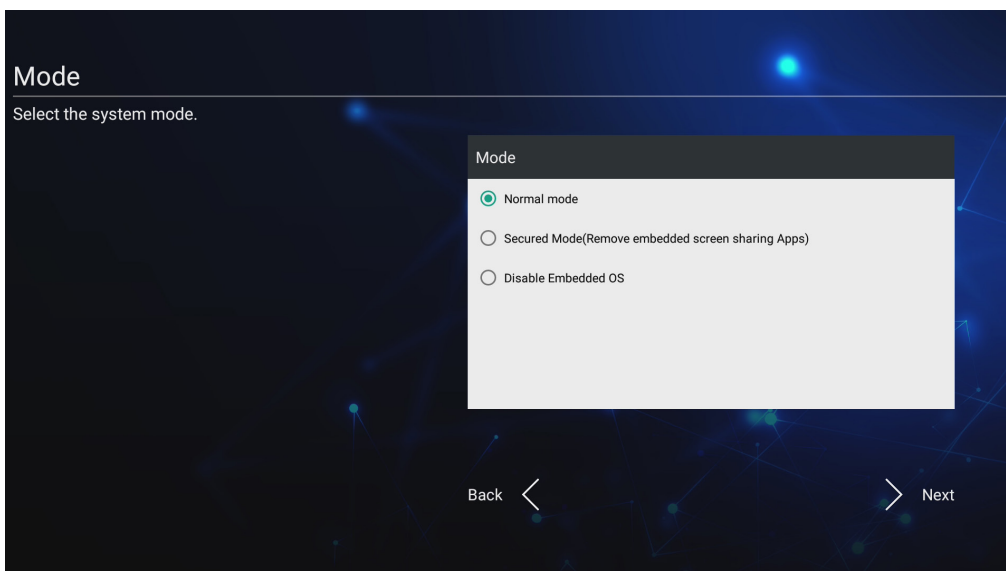 Mode
Select the system mode.
Mode
Normal mode
Secured Mode(Remove embedded screen sharing Apps)
Disable Embedded OS
Back
Next